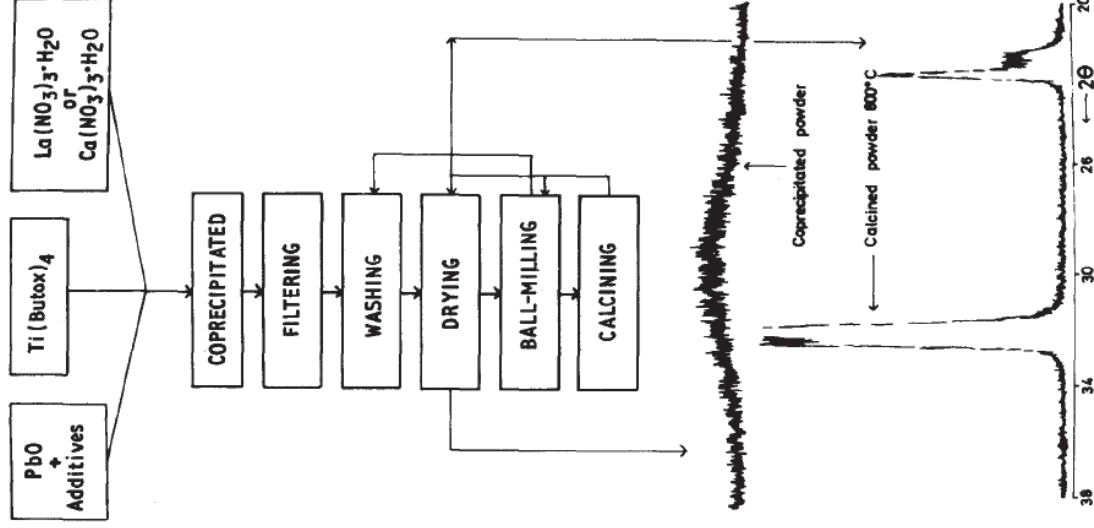 PbO
+
Additives
Ti(Butox)4
La(NO3)3·H2O
or
Ca(NO3)3·H2O
COPRECIPITATED
FILTERING
WASHING
DRYING
BALL-MILLING
CALCINING
Coprecipitated powder
Calcined powder 800°C
38
34
30
26
2θ
20